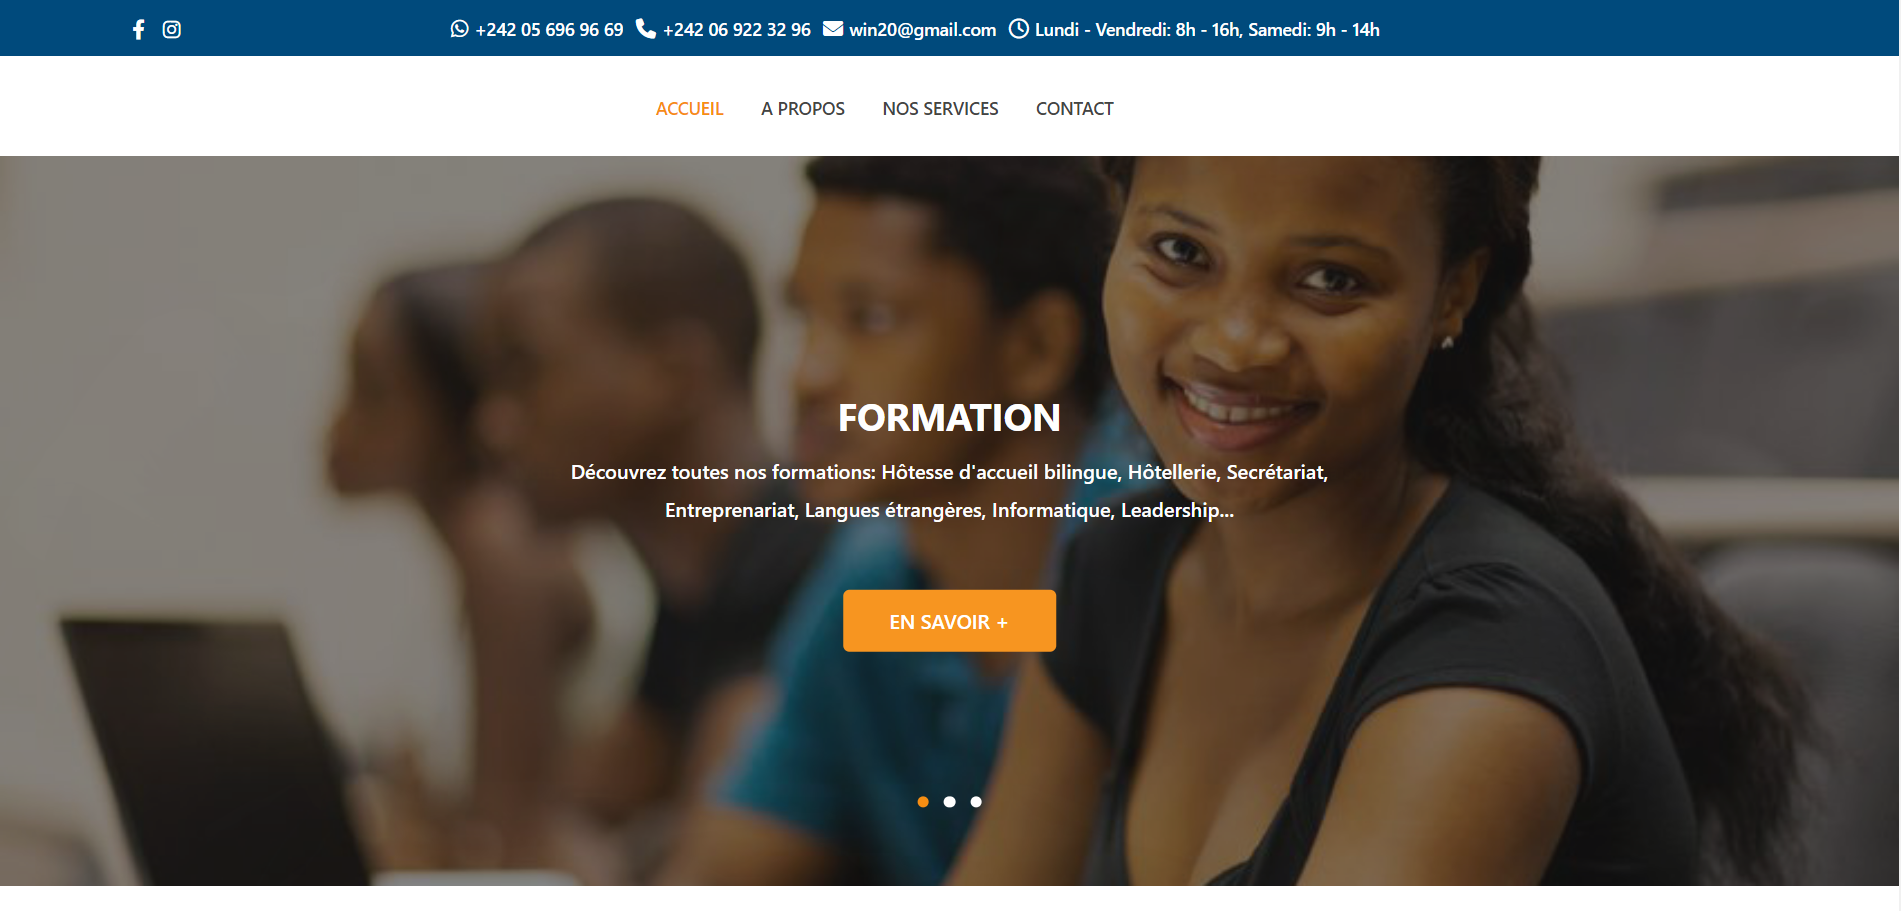 +242 05 696 96 69 +242 06 922 32 96 win20@gmail.com Lundi - Vendredi: 8h - 16h, Samedi: 9h - 14h
ACCUEIL A PROPOS NOS SERVICES CONTACT
FORMATION
Découvrez toutes nos formations: Hôtesse d'accueil bilingue, Hôtellerie, Secrétariat,
Entreprenariat, Langues étrangères, Informatique, Leadership...
EN SAVOIR +